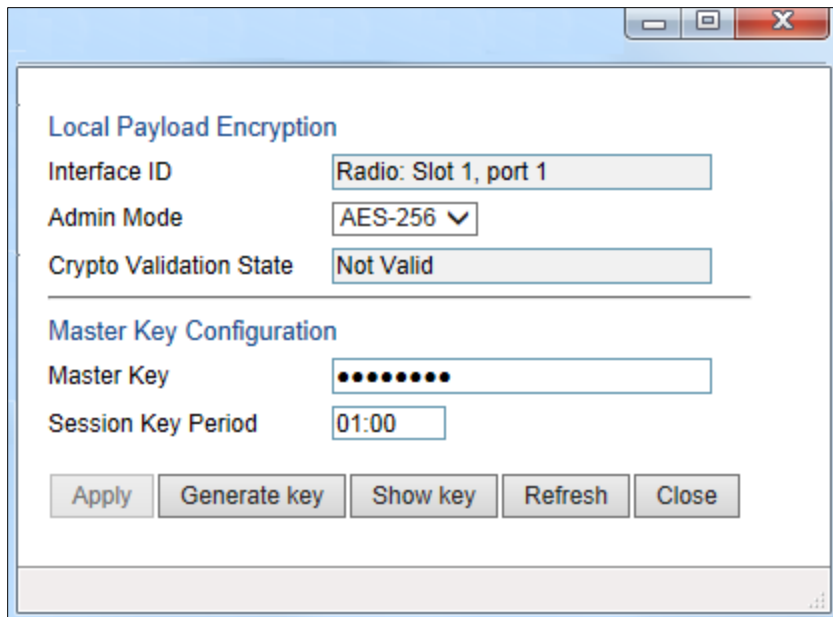 Local Payload Encryption
Interface ID Radio: Slot 1, port 1
Admin Mode AES-256
Crypto Validation State Not Valid
Master Key Configuration
Master Key ●●●●●●●●
Session Key Period 01:00
Apply Generate key Show key Refresh Close